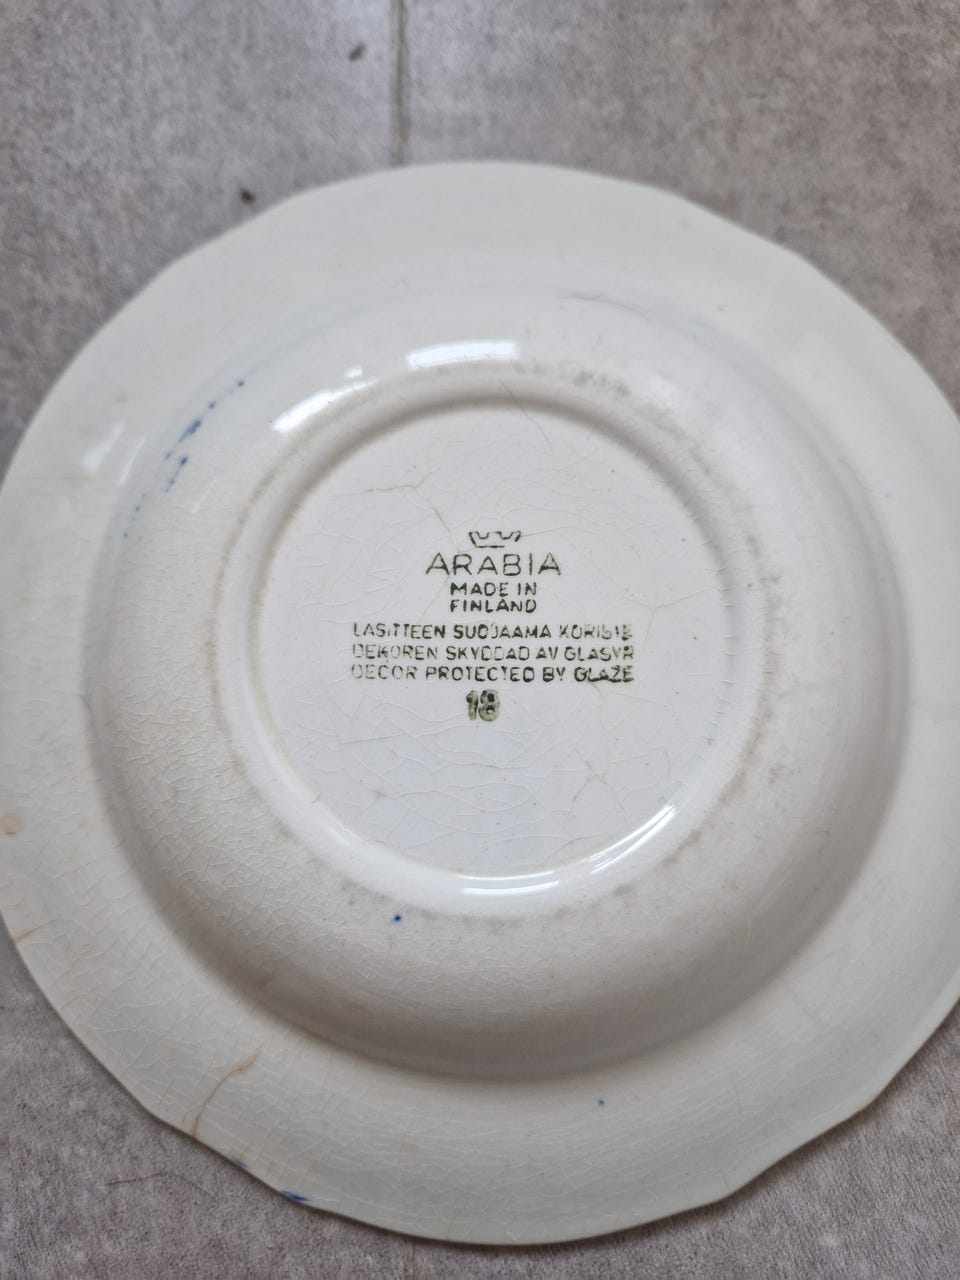 ARABIA
MADE IN
FINLAND
LASITTEEN SUOJAAMA KORISTE
DEKOREN SKYDDAD AV GLASYR
DECOR PROTECTED BY GLAZE
18